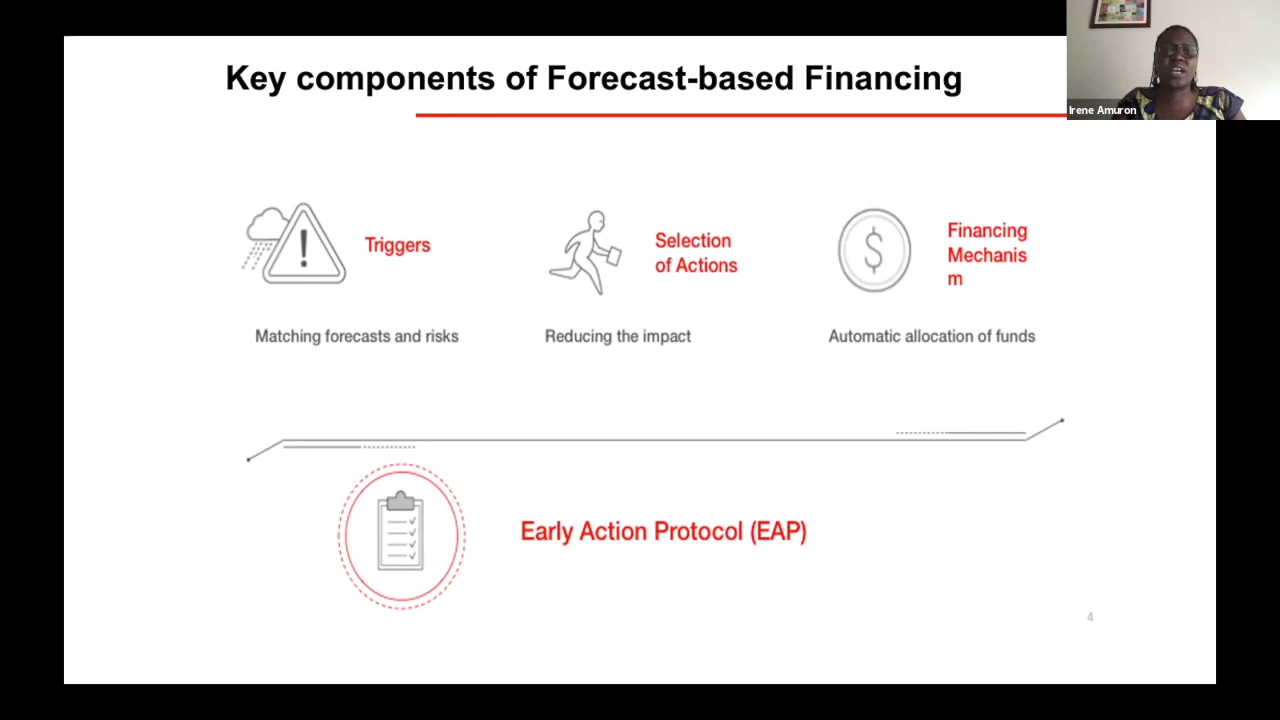 Key components of Forecast-based Financing
Irene Amuron
Triggers
Selection
of Actions
Financing
Mechanis
m
Matching forecasts and risks
Reducing the impact
Automatic allocation of funds
Early Action Protocol (EAP)
4